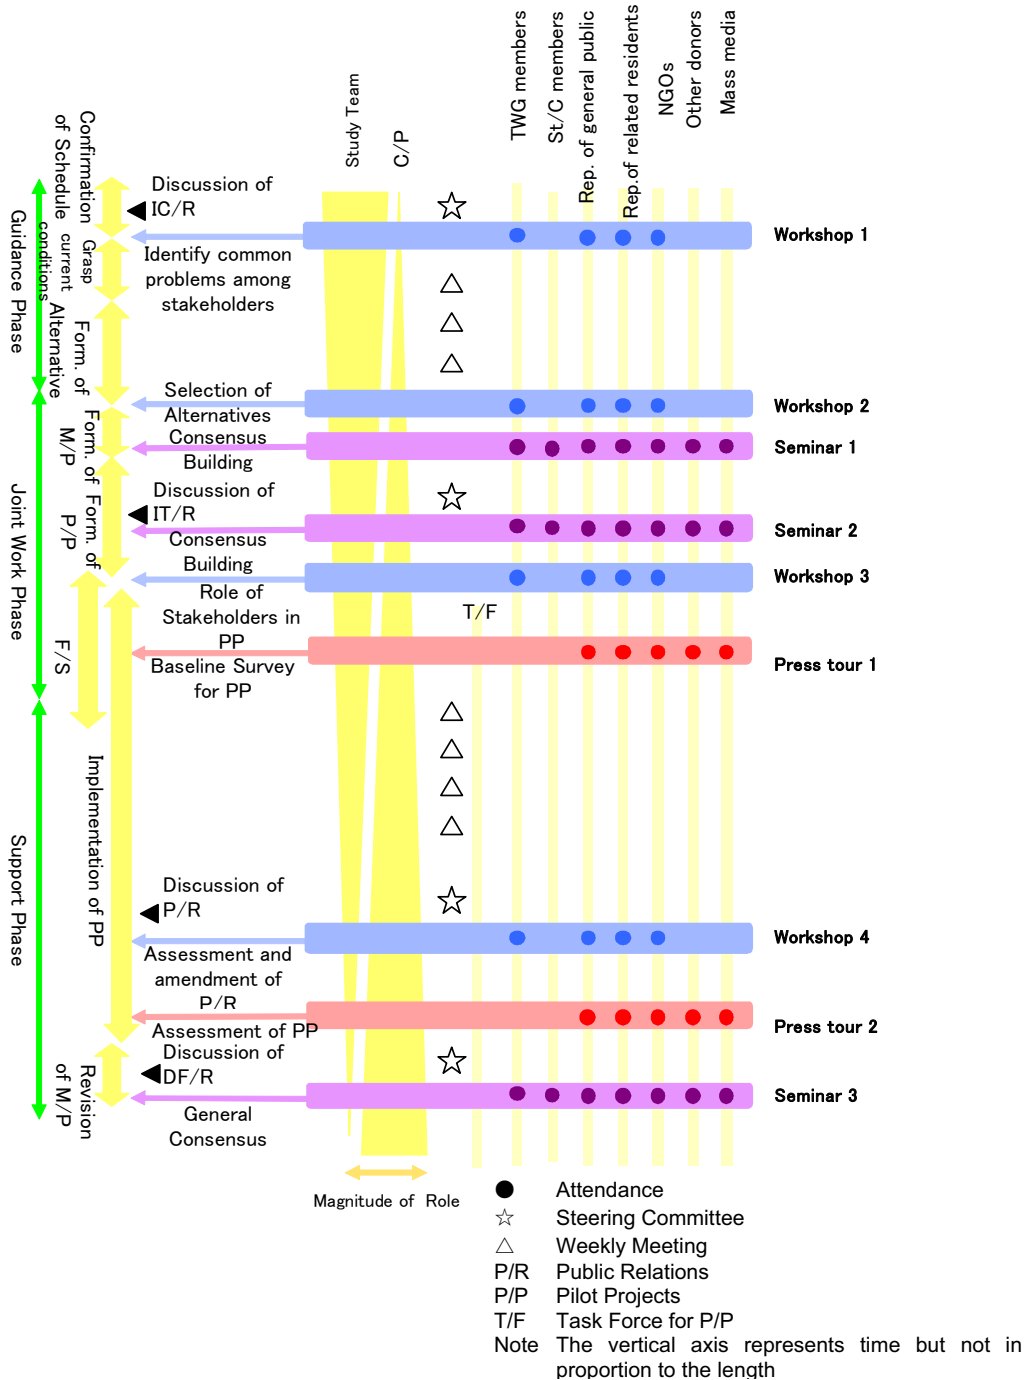 Study Team
C/P
TWG members
St/C members
Rep. of general public
Rep.of related residents
NGOs
Other donors
Mass media
Confirmation
of Schedule
Guidance Phase
Grasp
current
conditions
Form. of
Alternative
Discussion of
IC/R
Workshop 1
Identify common
problems among
stakeholders
Selection of
Alternatives
Workshop 2
Joint Work Phase
Form. of
M/P
Consensus
Building
Seminar 1
Form. of
P/P
Discussion of
IT/R
Consensus
Building
Seminar 2
Workshop 3
Role of
Stakeholders in
PP
T/F
F/S
Baseline Survey
for PP
Press tour 1
Support Phase
Implementation of PP
Discussion of
P/R
Workshop 4
Assessment and
amendment of
P/R
Assessment of PP
Press tour 2
Revision
of M/P
Discussion of
DF/R
Seminar 3
General
Consensus
Magnitude of Role
Attendance
Steering Committee
Weekly Meeting
P/R Public Relations
P/P Pilot Projects
T/F Task Force for P/P
Note The vertical axis represents time but not in
proportion to the length